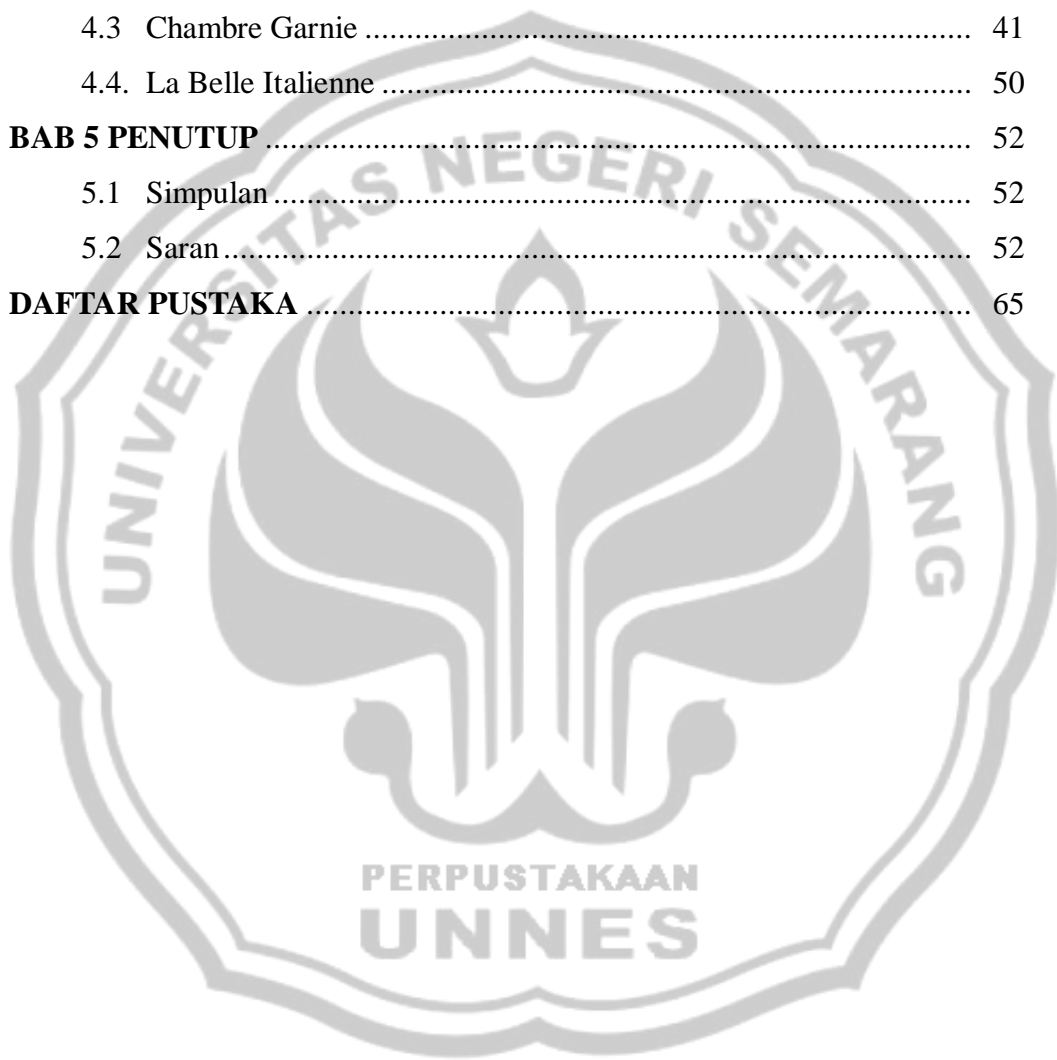 4.3 Chambre Garnie ........................................................................ 41
4.4. La Belle Italienne ...................................................................... 50
BAB 5 PENUTUP ..................................................................................... 52
5.1 Simpulan .................................................................................... 52
5.2 Saran .......................................................................................... 52
DAFTAR PUSTAKA ................................................................................ 65
UNIVERSITAS NEGERI SEMARANG
PERPUSTAKAAN
UNNES